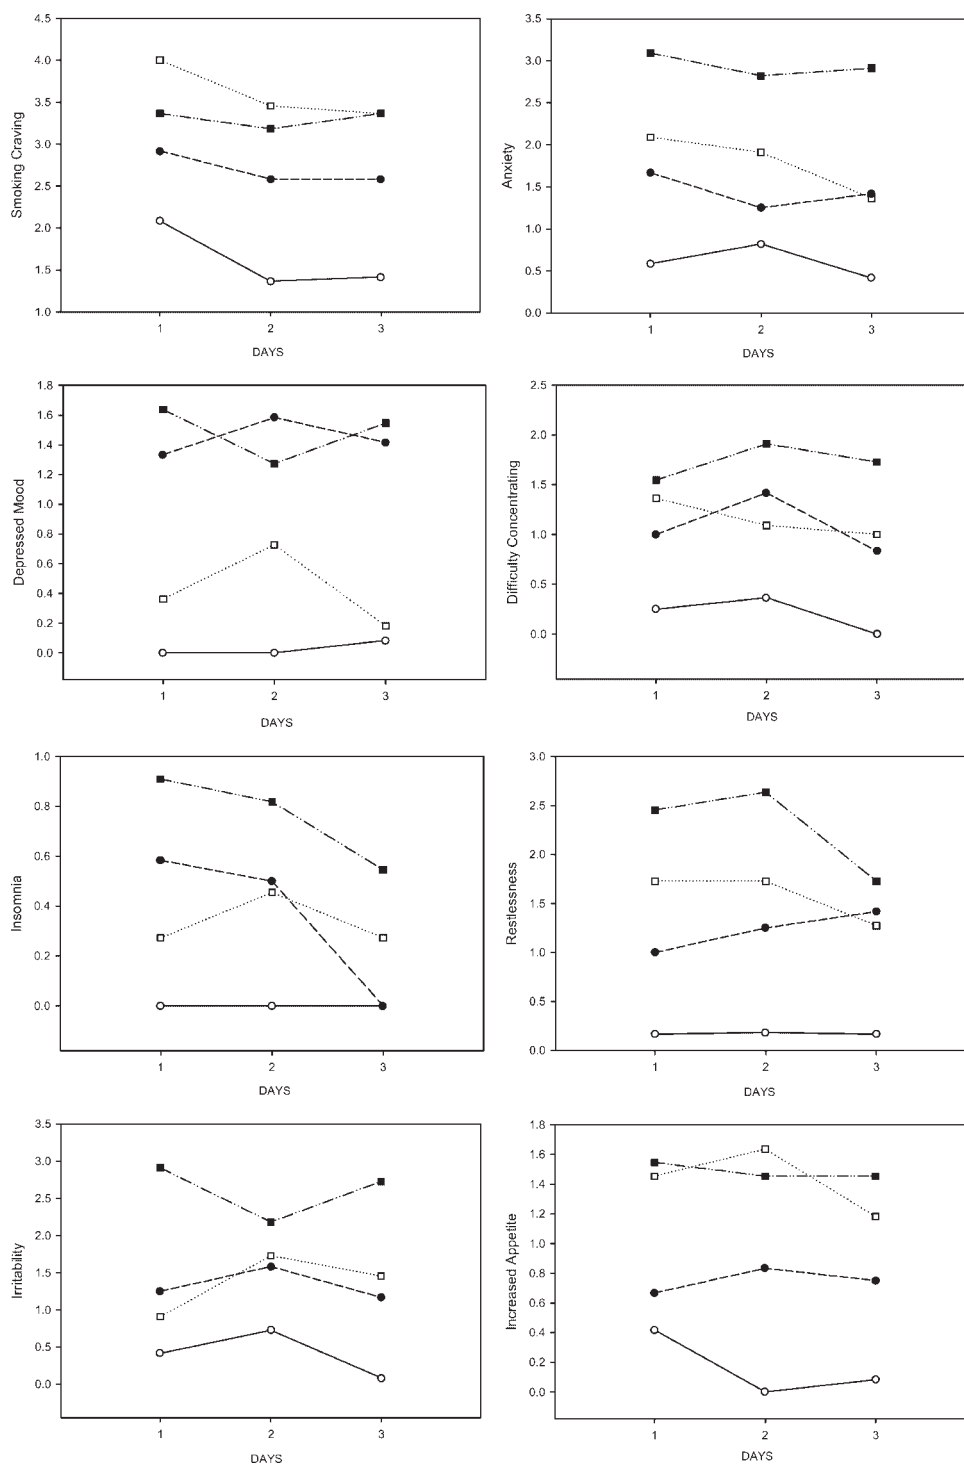 4.5
4.0
3.5
3.0
2.5
2.0
1.5
1.0
Smoking Craving
1 2 3
DAYS
3.5
3.0
2.5
2.0
1.5
1.0
0.5
0.0
Anxiety
1 2 3
DAYS
1.8
1.6
1.4
1.2
1.0
0.8
0.6
0.4
0.2
0.0
Depressed Mood
1 2 3
DAYS
2.5
2.0
1.5
1.0
0.5
0.0
Difficulty Concentrating
1 2 3
DAYS
1.0
0.8
0.6
0.4
0.2
0.0
Insomnia
1 2 3
DAYS
3.0
2.5
2.0
1.5
1.0
0.5
0.0
Restlessness
1 2 3
DAYS
3.5
3.0
2.5
2.0
1.5
1.0
0.5
0.0
Irritability
1 2 3
DAYS
1.8
1.6
1.4
1.2
1.0
0.8
0.6
0.4
0.2
0.0
Increased Appetite
1 2 3
DAYS